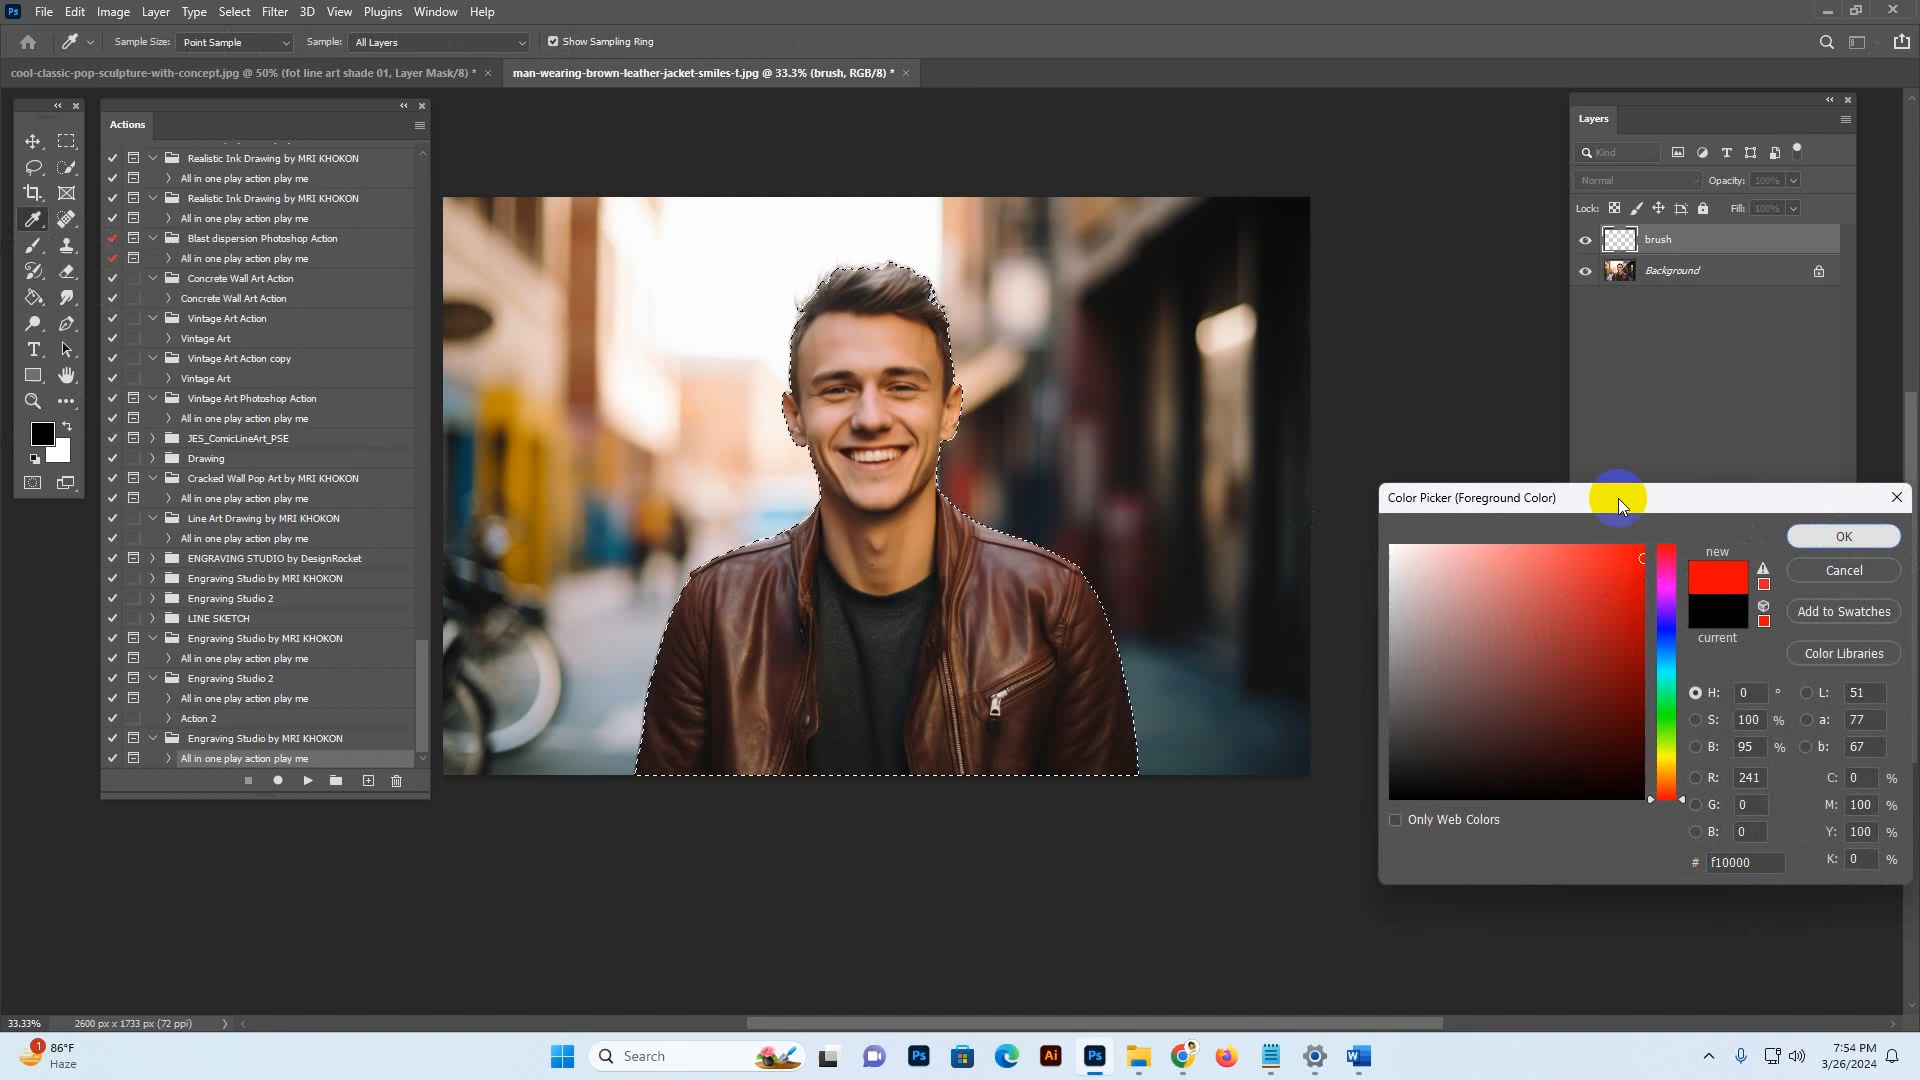 Ps File Edit Image Layer Type Select Filter 3D View Plugins Window Help
Sample Size: Point Sample Sample: All Layers Show Sampling Ring
cool-classic-pop-sculpture-with-concept.jpg @ 50% (fot line art shade 01, Layer Mask/8) * ×
man-wearing-brown-leather-jacket-smiles-t.jpg @ 33.3% (brush, RGB/8) * ×
Actions
Realistic Ink Drawing by MRI KHOKON
All in one play action play me
Realistic Ink Drawing by MRI KHOKON
All in one play action play me
Blast dispersion Photoshop Action
All in one play action play me
Concrete Wall Art Action
Concrete Wall Art Action
Vintage Art Action
Vintage Art
Vintage Art Action copy
Vintage Art
Vintage Art Photoshop Action
All in one play action play me
JES_ComicLineArt_PSE
Drawing
Cracked Wall Pop Art by MRI KHOKON
All in one play action play me
Line Art Drawing by MRI KHOKON
All in one play action play me
ENGRAVING STUDIO by DesignRocket
Engraving Studio by MRI KHOKON
Engraving Studio 2
LINE SKETCH
Engraving Studio by MRI KHOKON
All in one play action play me
Engraving Studio 2
All in one play action play me
Action 2
Engraving Studio by MRI KHOKON
All in one play action play me
Layers
Kind
Normal Opacity: 100%
Lock: Fill: 100%
brush
Background
Color Picker (Foreground Color)
new
current
OK
Cancel
Add to Swatches
Color Libraries
H: 0 ° L: 51
S: 100 % a: 77
B: 95 % b: 67
R: 241 C: 0 %
G: 0 M: 100 %
B: 0 Y: 100 %
# f10000 K: 0 %
Only Web Colors
33.33% 2600 px x 1733 px (72 ppi)
1
86°F
Haze
Search
Ps
Ai
Ps
W
7:54 PM
3/26/2024